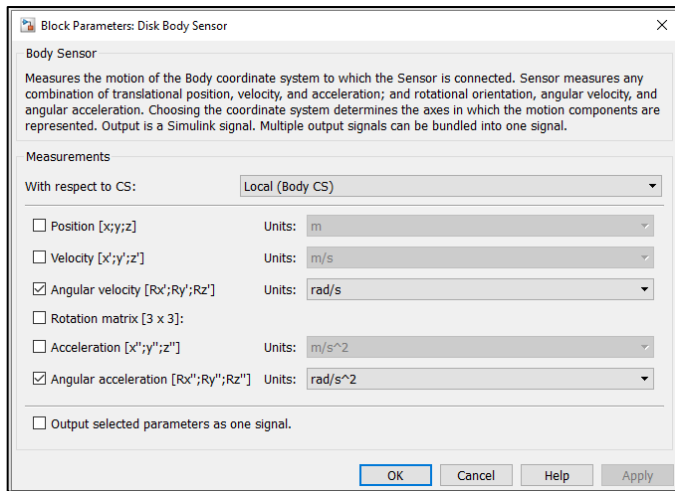 Block Parameters: Disk Body Sensor
Body Sensor
Measures the motion of the Body coordinate system to which the Sensor is connected. Sensor measures any
combination of translational position, velocity, and acceleration; and rotational orientation, angular velocity, and
angular acceleration. Choosing the coordinate system determines the axes in which the motion components are
represented. Output is a Simulink signal. Multiple output signals can be bundled into one signal.
Measurements
With respect to CS: Local (Body CS)
Position [x;y;z] Units: m
Velocity [x';y';z'] Units: m/s
Angular velocity [Rx';Ry';Rz'] Units: rad/s
Rotation matrix [3 x 3]:
Acceleration [x";y";z"] Units: m/s^2
Angular acceleration [Rx";Ry";Rz"] Units: rad/s^2
Output selected parameters as one signal.
OK Cancel Help Apply